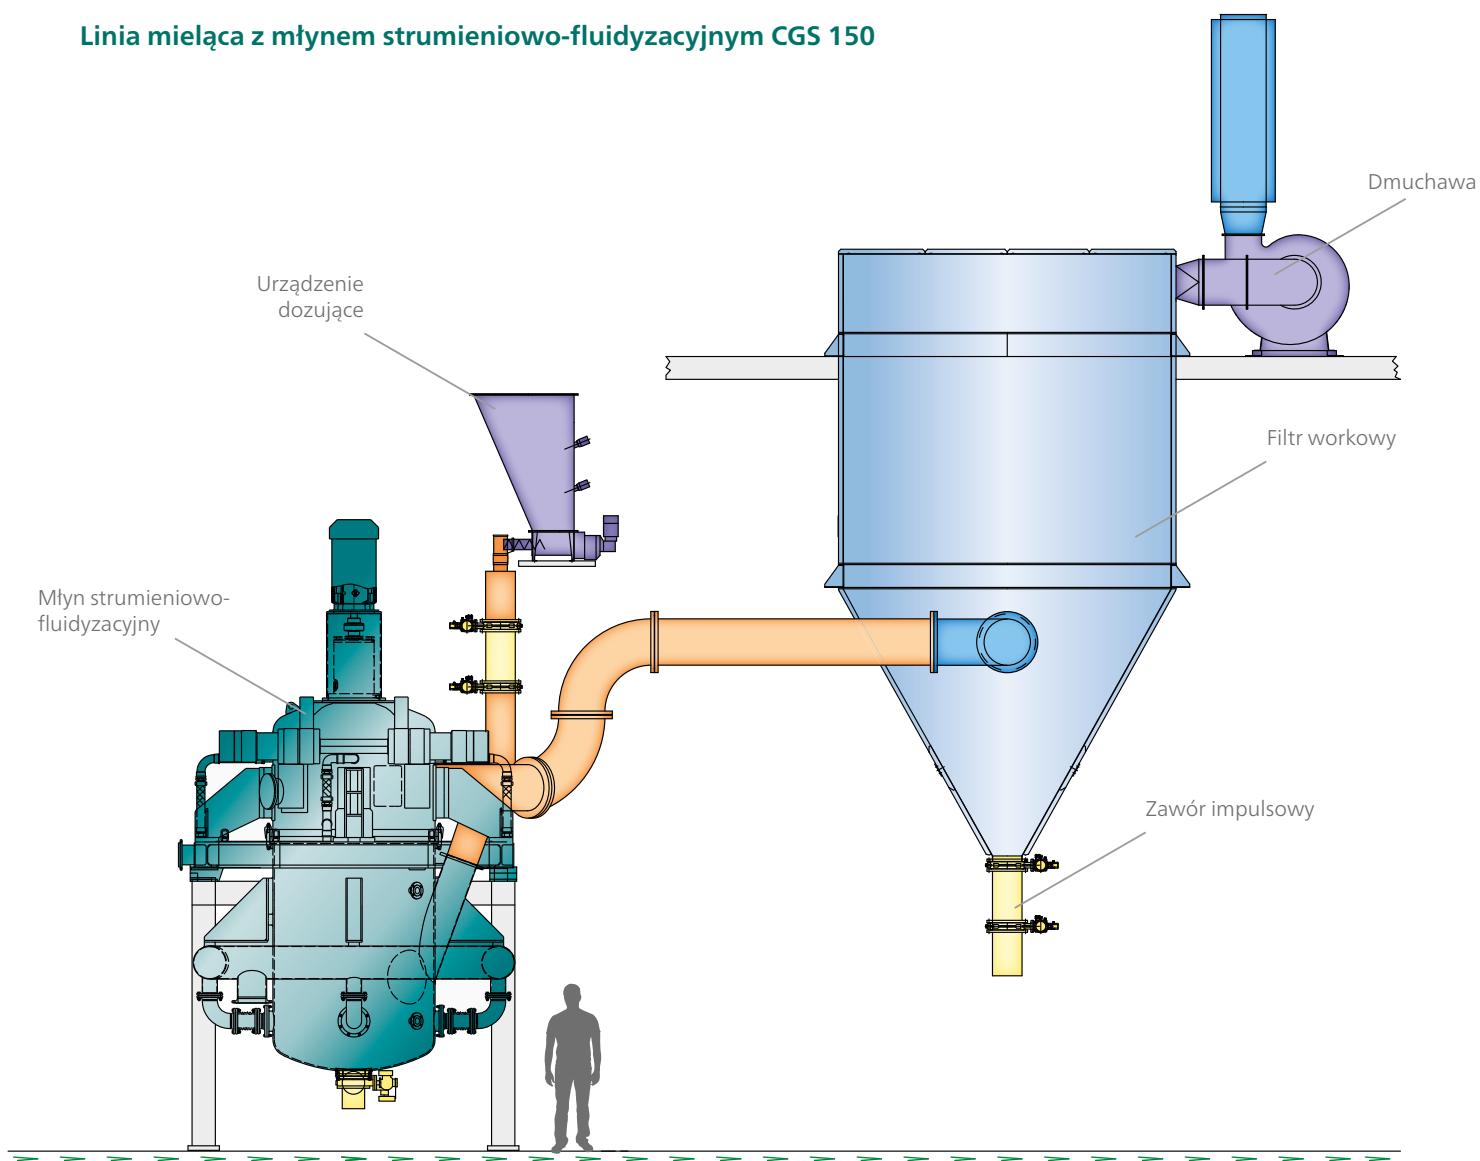 Linia mieląca z młynem strumieniowo-fluidyzacyjnym CGS 150
Dmuchawa
Urządzenie
dozujące
Filtr workowy
Młyn strumieniowo-
fluidyzacyjny
Zawór impulsowy